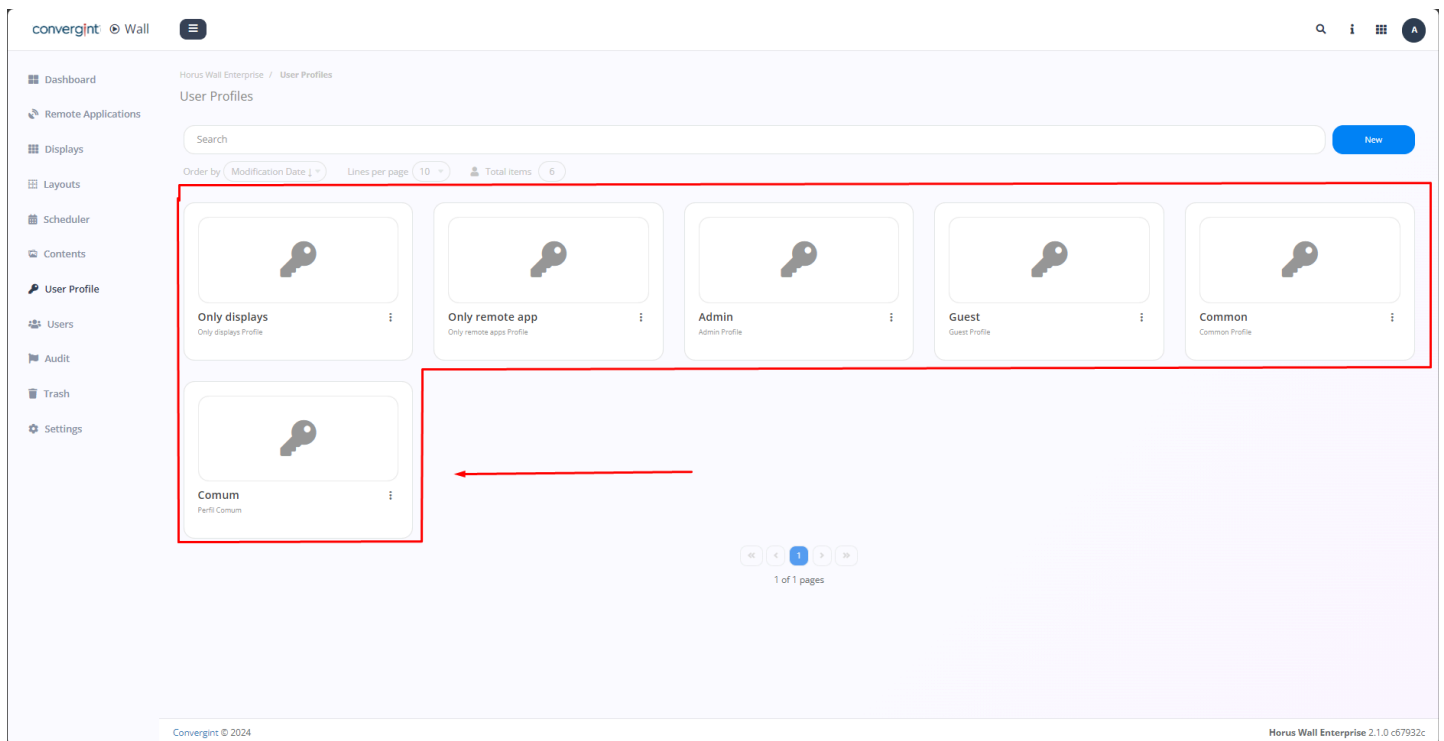 convergint Wall
A
Dashboard
Remote Applications
Displays
Layouts
Scheduler
Contents
User Profile
Users
Audit
Trash
Settings
Horus Wall Enterprise / User Profiles
User Profiles
Search
New
Order by Modification Date ↓ Lines per page 10 Total items 6
Only displays
Only displays Profile
Only remote app
Only remote apps Profile
Admin
Admin Profile
Guest
Guest Profile
Common
Common Profile
Comum
Perfil Comum
« ‹ 1 › »
1 of 1 pages
Convergint © 2024
Horus Wall Enterprise 2.1.0 c67932c